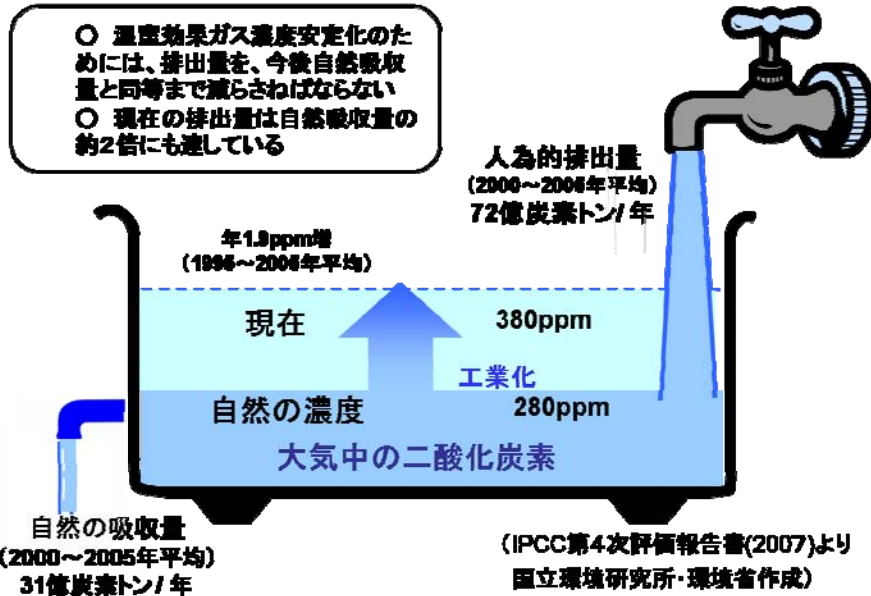 ○ 温室効果ガス濃度安定化のた
めには、排出量を、今後自然吸収
量と同等まで減らさねばならない
○ 現在の排出量は自然吸収量の
約2倍にも達している
人為的排出量
(2000～2005年平均)
72億炭素トン/年
年1.9ppm増
(1995～2005年平均)
現在
380ppm
工業化
自然の濃度
280ppm
大気中の二酸化炭素
自然の吸収量
(2000～2005年平均)
31億炭素トン/年
(IPCC第4次評価報告書(2007)より
国立環境研究所・環境省作成)